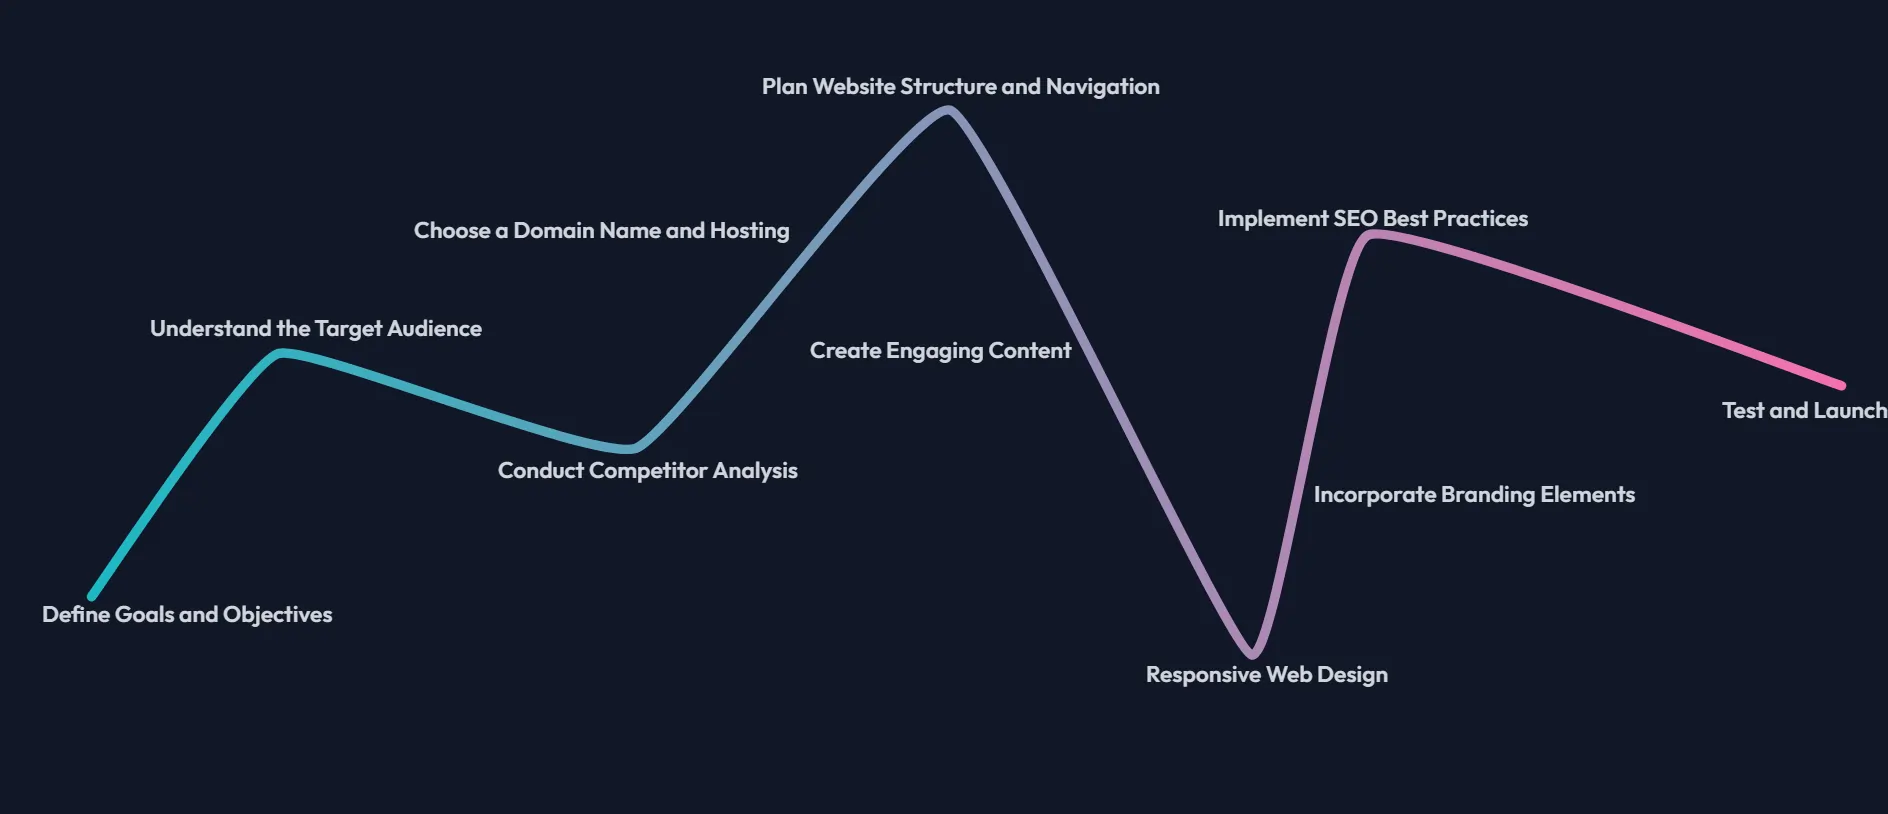 Define Goals and Objectives
Understand the Target Audience
Conduct Competitor Analysis
Choose a Domain Name and Hosting
Plan Website Structure and Navigation
Create Engaging Content
Responsive Web Design
Incorporate Branding Elements
Implement SEO Best Practices
Test and Launch